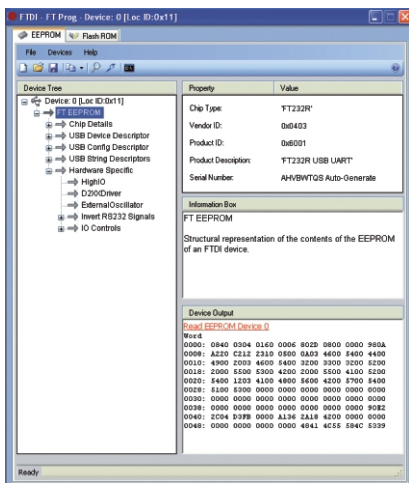 FTDI - FT Prog - Device: 0 [Loc ID:0x11]
EEPROM Flash ROM
File Devices Help
Device Tree
Device: 0 [Loc ID:0x11]
FT EEPROM
Chip Details
USB Device Descriptor
USB Config Descriptor
USB String Descriptors
Hardware Specific
HighIO
D2XXDriver
ExternalOscillator
Invert RS232 Signals
IO Controls
Property Value
Chip Type: 'FT232R'
Vendor ID: 0x0403
Product ID: 0x6001
Product Description: 'FT232R USB UART'
Serial Number: AHVBWTQS Auto-Generate
Information Box
FT EEPROM
Structural representation of the contents of the EEPROM
of an FTDI device.
Device Output
Read EEPROM Device 0
Word
0000: 0840 0304 0160 0006 802D 0800 0000 980A
0008: A220 C212 2310 0500 0A03 4600 5400 4400
0010: 4900 2003 4600 5400 3200 3300 3200 5200
0018: 2000 5500 5300 4200 2000 5500 4100 5200
0020: 5400 1203 4100 4800 5600 4200 5700 5400
0028: 5100 5300 0000 0000 0000 0000 0000 0000
0030: 0000 0000 0000 0000 0000 0000 0000 0000
0038: 0000 0000 0000 0000 0000 0000 0000 90E2
0040: 2C04 D3FB 0000 A136 2A18 4200 0000 0000
0048: 0000 0000 0000 0000 4841 4C55 584C 5339
Ready